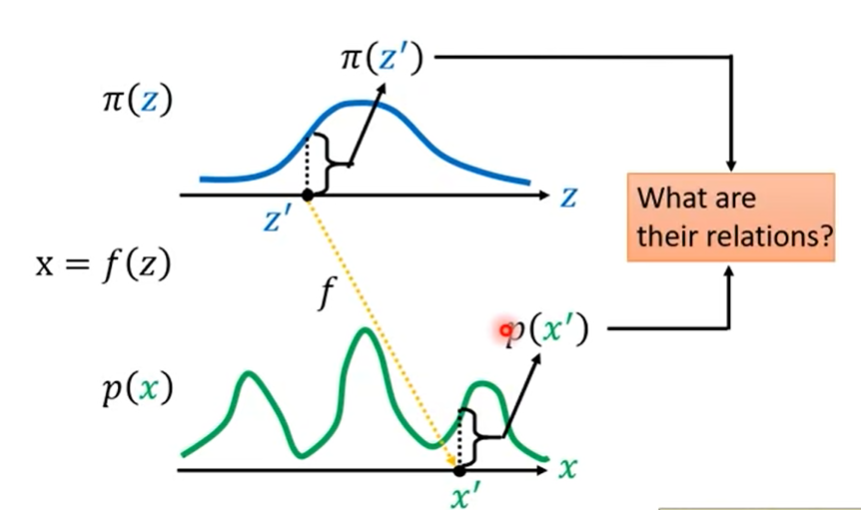 π(z′)
π(z)
z
z′
What are
their relations?
x = f(z)
f
p(x′)
p(x)
x
x′